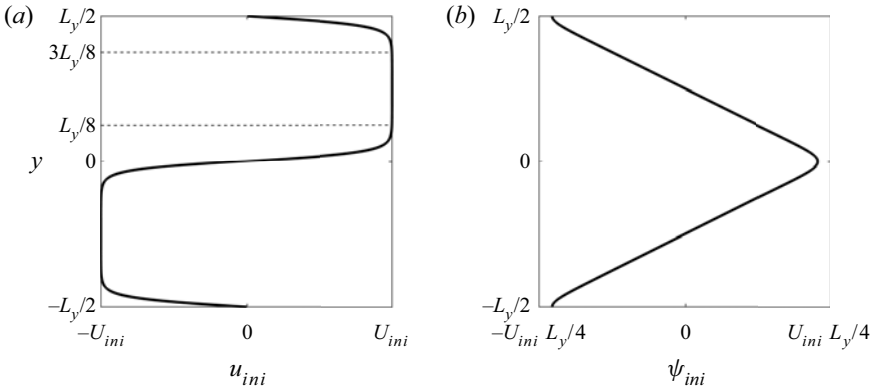 (a)
L_y/2
3L_y/8
L_y/8
y
0
−L_y/2
−U_ini
0
U_ini
u_ini
(b)
L_y/2
0
−L_y/2
−U_ini L_y/4
0
U_ini L_y/4
ψ_ini